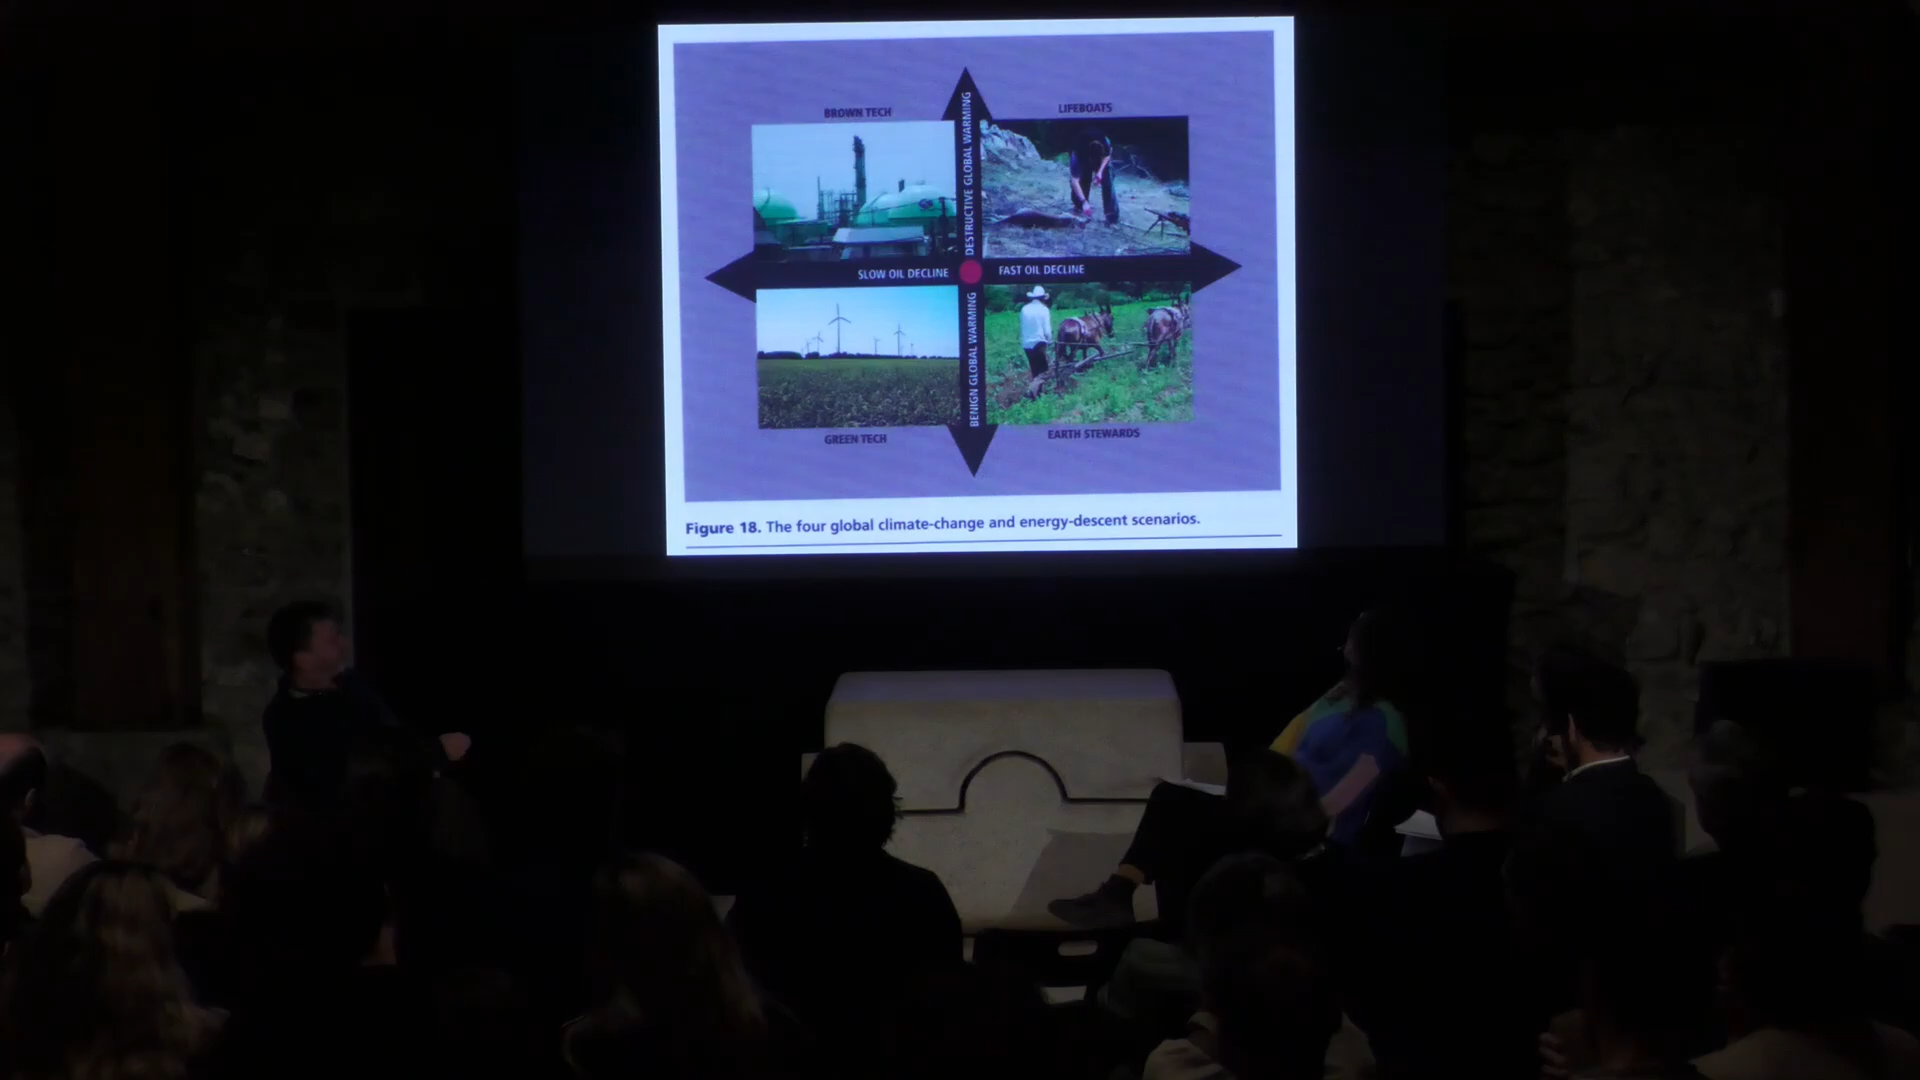 BROWN TECH
LIFEBOATS
DESTRUCTIVE GLOBAL WARMING
SLOW OIL DECLINE
FAST OIL DECLINE
BENIGN GLOBAL WARMING
GREEN TECH
EARTH STEWARDS
Figure 18. The four global climate-change and energy-descent scenarios.